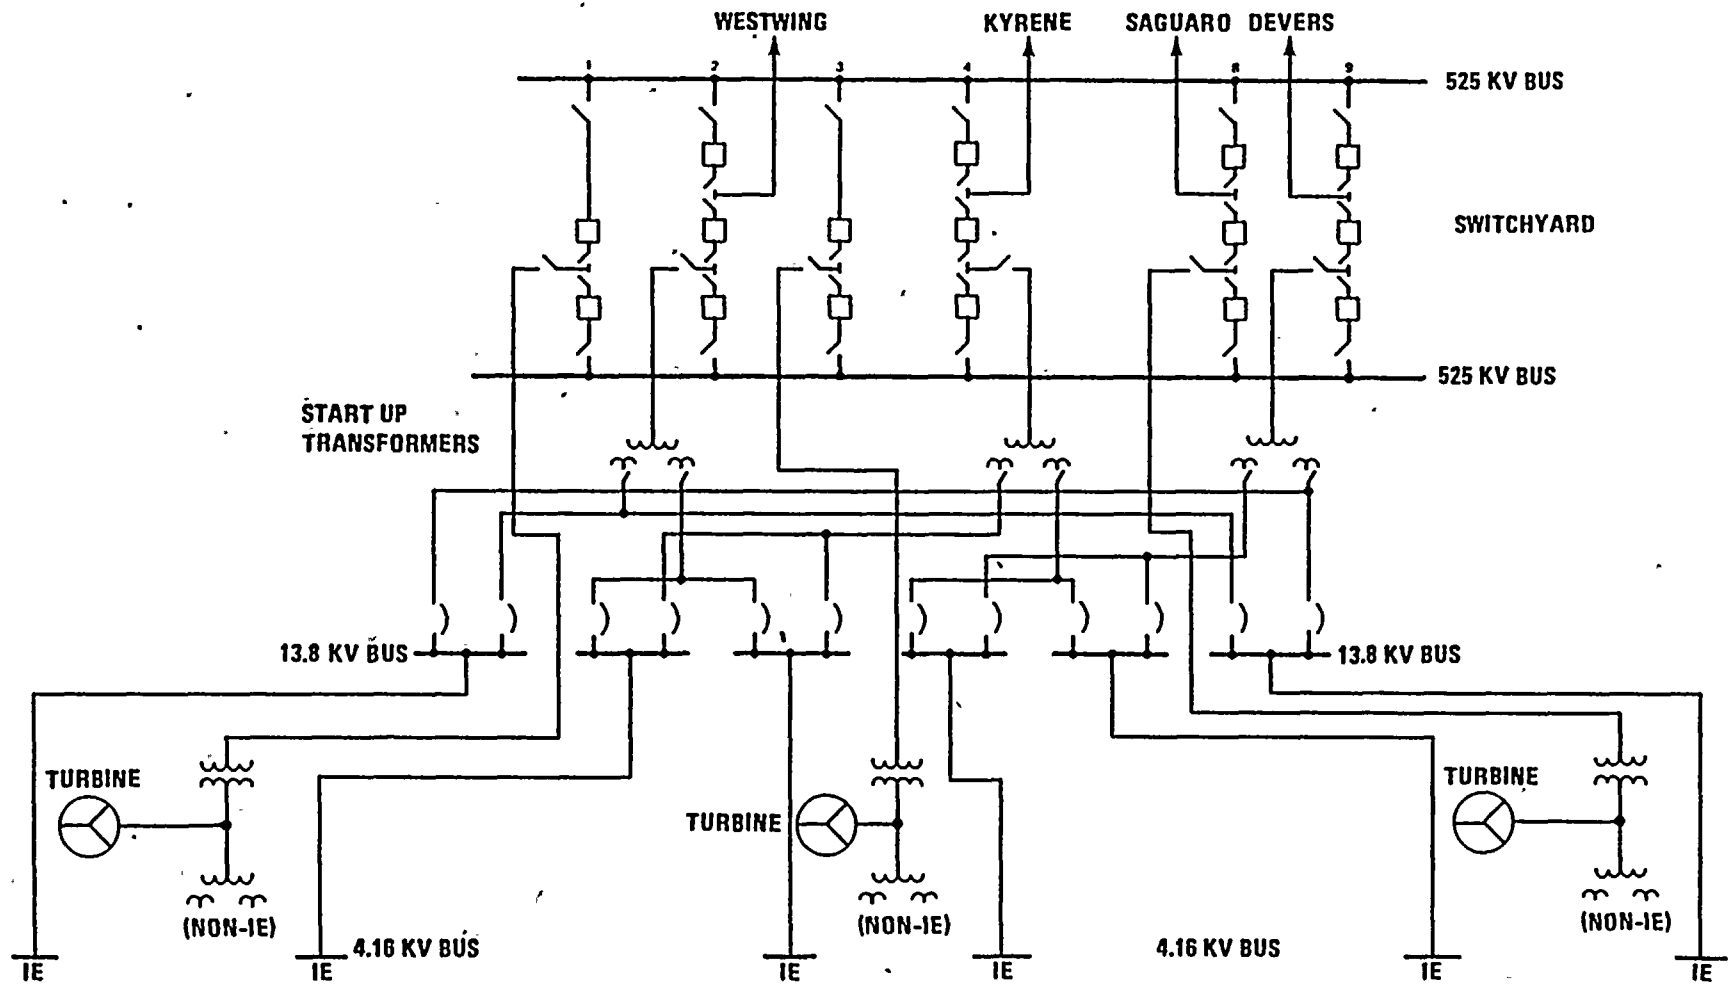 WESTWING
KYRENE
SAGUARO
DEVERS
1
2
3
4
8
9
525 KV BUS
SWITCHYARD
525 KV BUS
START UP
TRANSFORMERS
13.8 KV BUS
13.8 KV BUS
TURBINE
TURBINE
TURBINE
(NON-IE)
(NON-IE)
(NON-IE)
4.16 KV BUS
4.16 KV BUS
IE
IE
IE
IE
IE
IE